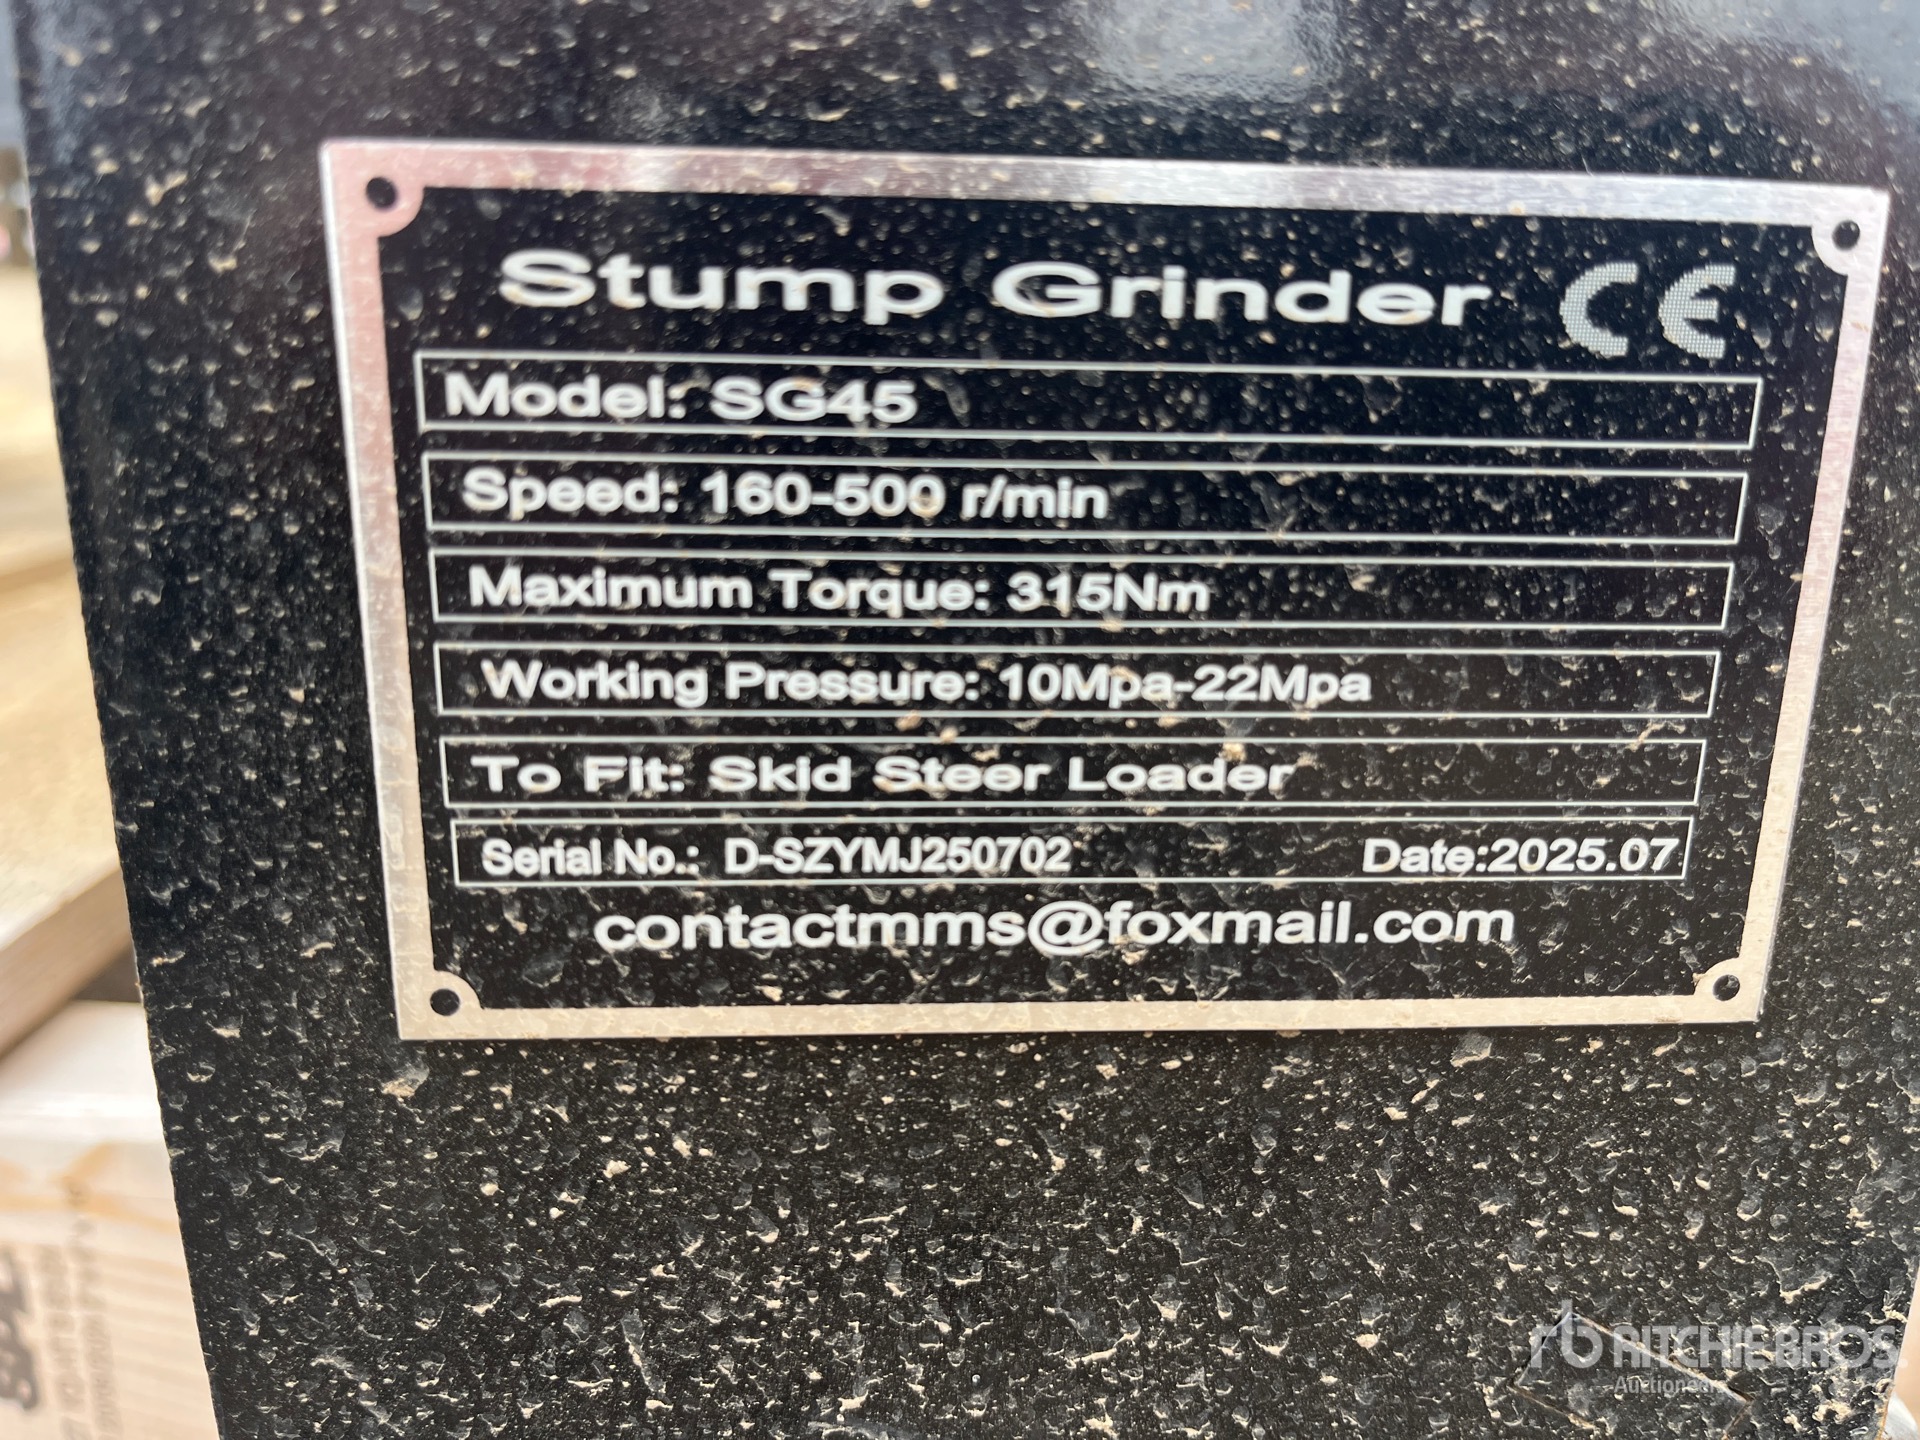 Stump Grinder CE
Model: SG45
Speed: 160-500 r/min
Maximum Torque: 315Nm
Working Pressure: 10Mpa-22Mpa
To Fit: Skid Steer Loader
Serial No.: D-SZYMJ250702 Date:2025.07
contactmms@foxmail.com
rb RITCHIE BROS.
Auctioneers